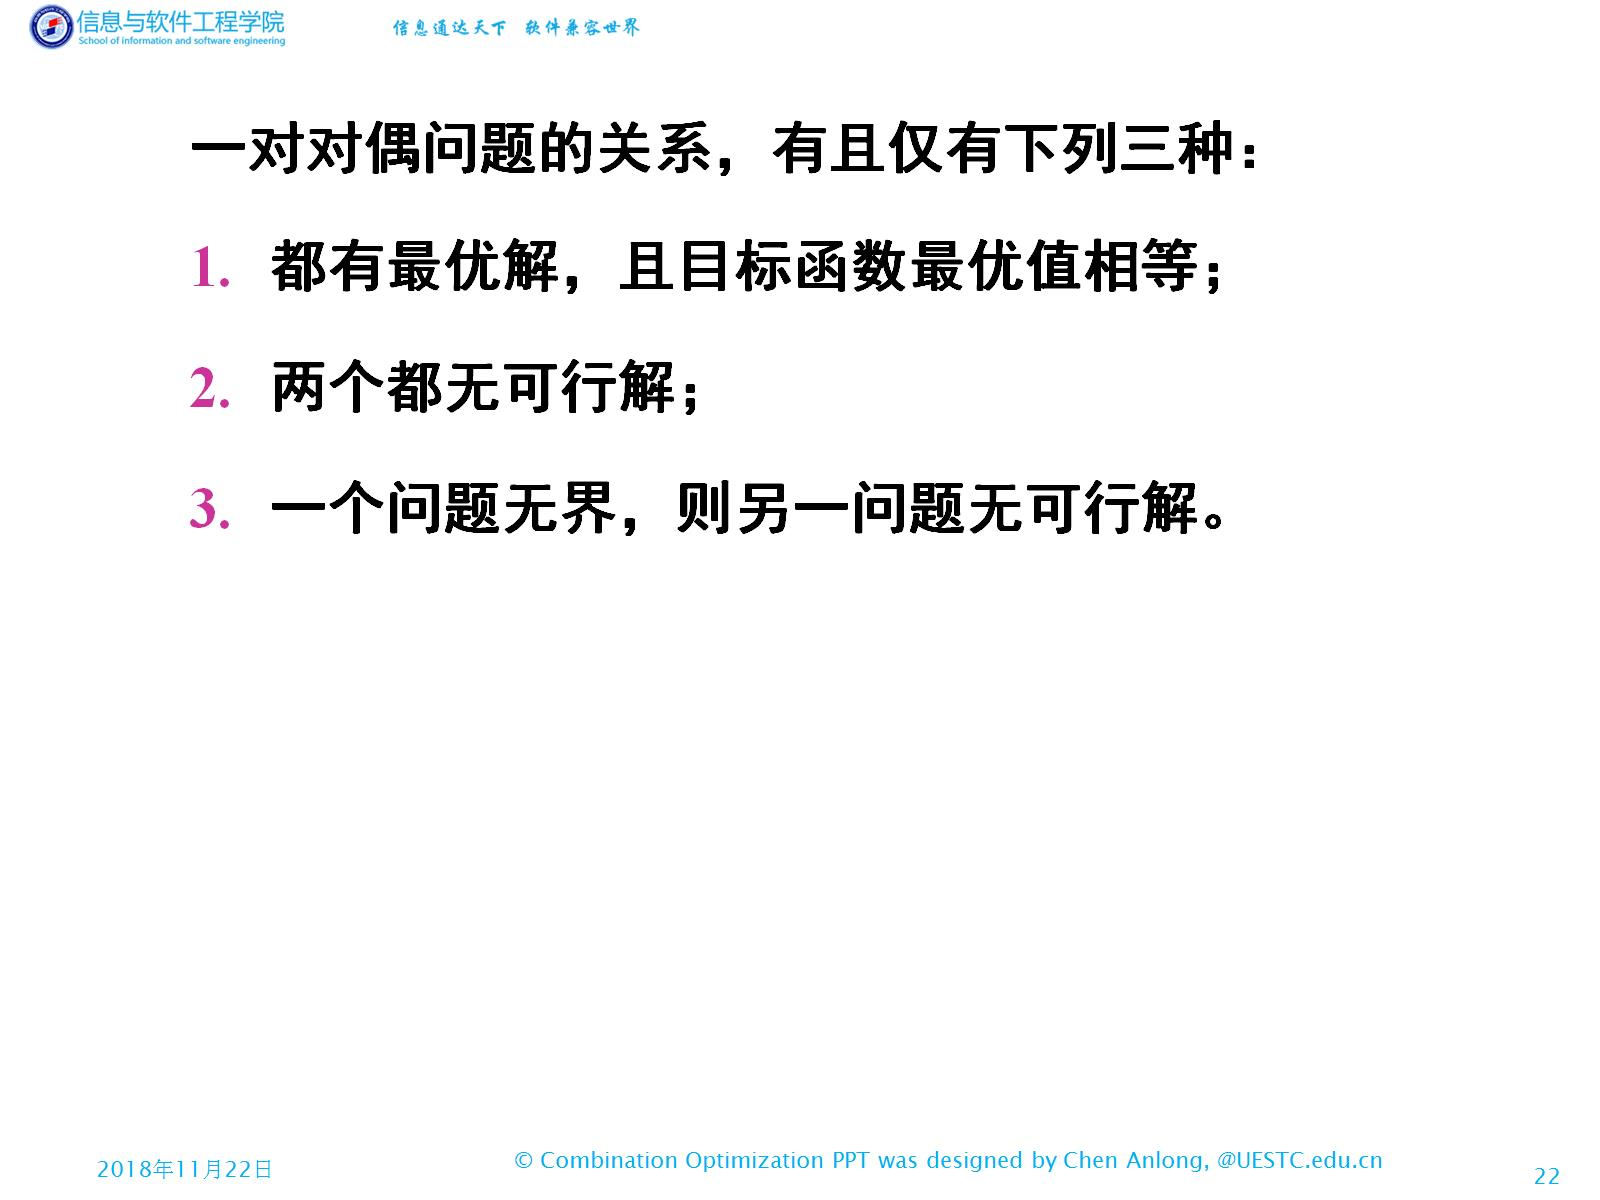 信息与软件工程学院
School of information and software engineering
信息通达天下 软件兼容世界
一对对偶问题的关系，有且仅有下列三种：
1. 都有最优解，且目标函数最优值相等；
2. 两个都无可行解；
3. 一个问题无界，则另一问题无可行解。
2018年11月22日
© Combination Optimization PPT was designed by Chen Anlong, @UESTC.edu.cn
22